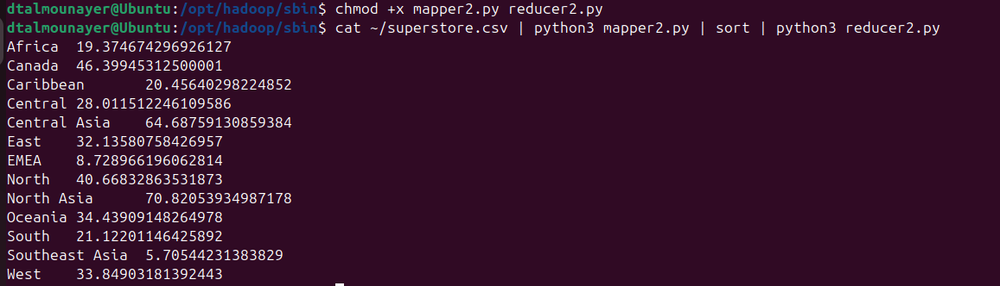 dtalmounayer@Ubuntu:/opt/hadoop/sbin$ chmod +x mapper2.py reducer2.py
dtalmounayer@Ubuntu:/opt/hadoop/sbin$ cat ~/superstore.csv | python3 mapper2.py | sort | python3 reducer2.py
Africa  19.374674296926127
Canada  46.39945312500001
Caribbean       20.45640298224852
Central 28.011512246109586
Central Asia    64.68759130859384
East    32.13580758426957
EMEA    8.728966196062814
North   40.66832863531873
North Asia      70.82053934987178
Oceania 34.43909148264978
South   21.12201146425892
Southeast Asia  5.70544231383829
West    33.84903181392443